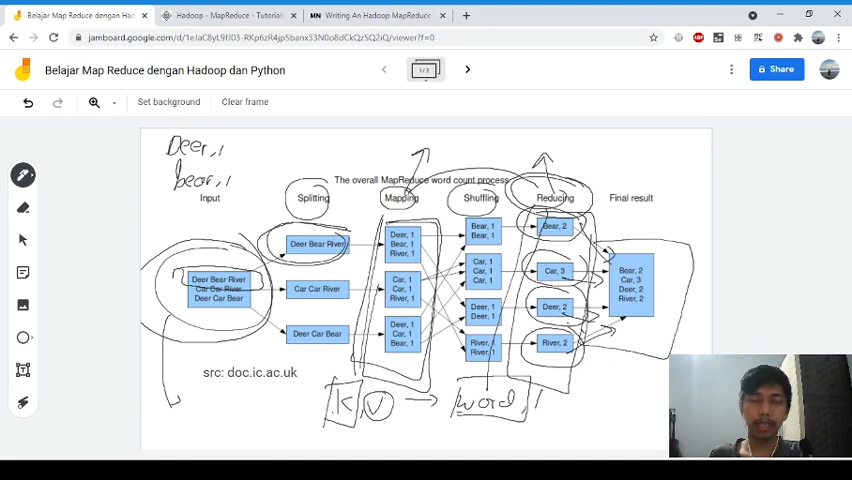 Belajar Map Reduce dengan Had
Hadoop - MapReduce - Tutorials
MN Writing An Hadoop MapReduce
jamboard.google.com/d/1eJaC8yL9fJ03-RKp6zR4jpSbanx33N0o8dCkQzSQ2iQ/viewer?f=0
Belajar Map Reduce dengan Hadoop dan Python
1/2
Share
Set background
Clear frame
Deer, 1
bear, 1
The overall MapReduce word count process
Input
Splitting
Mapping
Shuffling
Reducing
Final result
Deer Bear River
Car Car River
Deer Car Bear
Deer Bear River
Car Car River
Deer Car Bear
Deer, 1
Bear, 1
River, 1
Car, 1
Car, 1
River, 1
Deer, 1
Car, 1
Bear, 1
Bear, 1
Bear, 1
Car, 1
Car, 1
Car, 1
Deer, 1
Deer, 1
River, 1
River, 1
Bear, 2
Car, 3
Deer, 2
River, 2
Bear, 2
Car, 3
Deer, 2
River, 2
src: doc.ic.ac.uk
K, V → word, 1